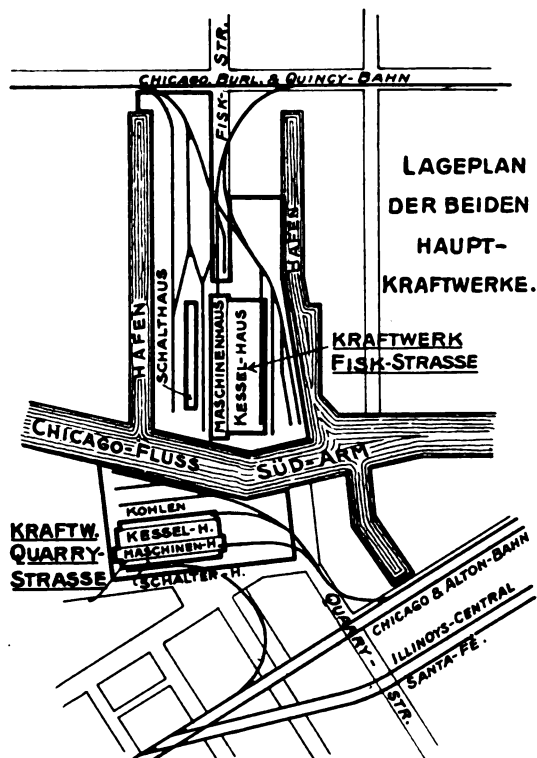 CHICAGO, BURL. & QUINCY-BAHN
FISK-STR.
LAGEPLAN
DER BEIDEN
HAUPT-
KRAFTWERKE.
HAFEN
HAFEN
SCHALTHAUS
MASCHINENHAUS
KESSEL-HAUS
KRAFTWERK
FISK-STRASSE
CHICAGO-FLUSS SÜD-ARM
KOHLEN
KESSEL-H.
MASCHINEN-H.
SCHALTER-H.
KRAFTW.
QUARRY-
STRASSE
QUARRY-STR.
CHICAGO & ALTON-BAHN
ILLINOYS-CENTRAL
SANTA-FÉ.